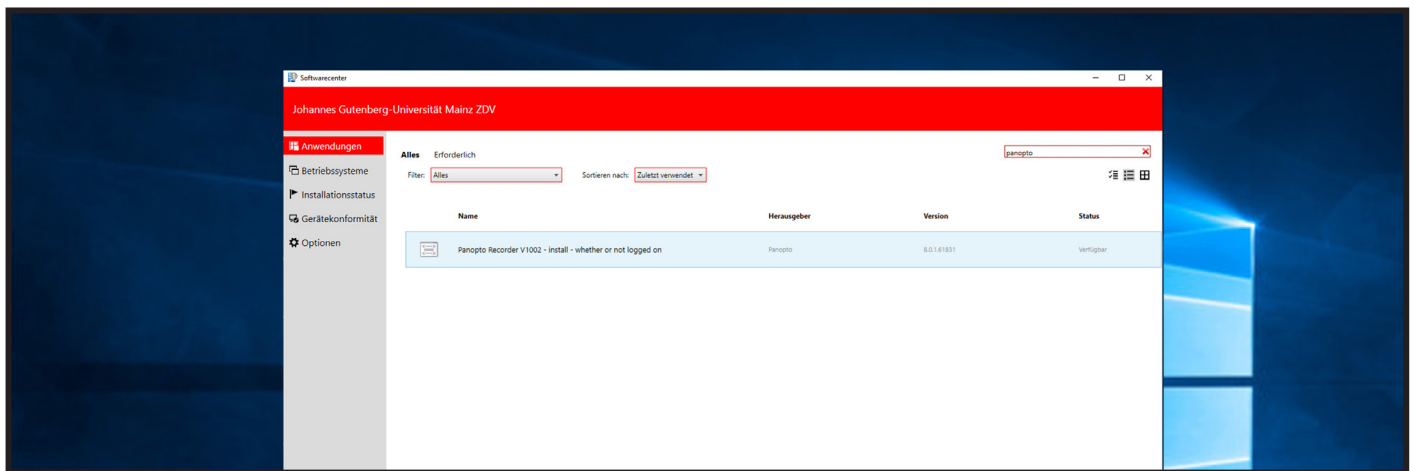 Softwarecenter
Johannes Gutenberg-Universität Mainz ZDV
Anwendungen
Betriebssysteme
Installationsstatus
Gerätekonformität
Optionen
Alles Erforderlich
panopto
Filter: Alles Sortieren nach: Zuletzt verwendet
Name Herausgeber Version Status
Panopto Recorder V1002 - install - whether or not logged on Panopto 8.0.1.61831 Verfügbar